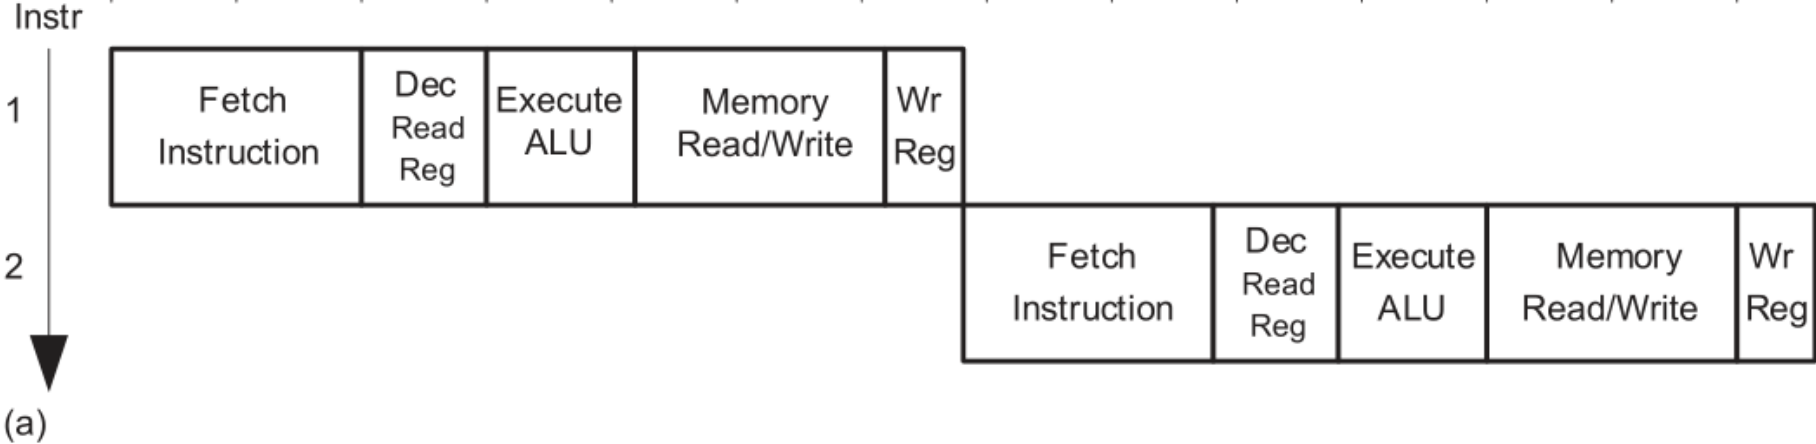 Instr
1
Fetch
Instruction
Dec
Read
Reg
Execute
ALU
Memory
Read/Write
Wr
Reg
2
Fetch
Instruction
Dec
Read
Reg
Execute
ALU
Memory
Read/Write
Wr
Reg
(a)